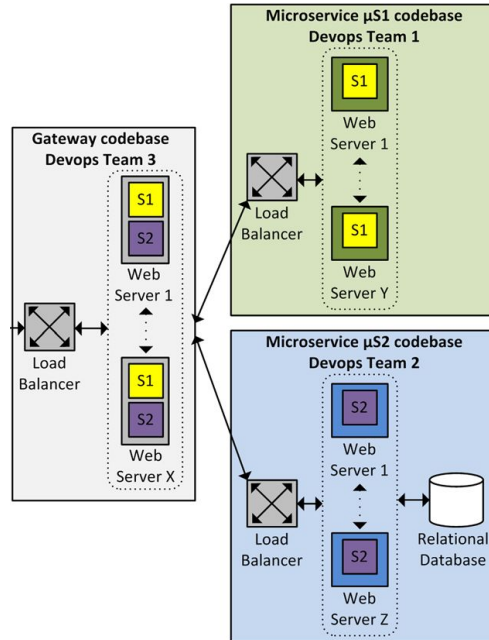 Microservice µS1 codebase
Devops Team 1
S1
Web
Server 1
Load
Balancer
S1
Web
Server Y
Gateway codebase
Devops Team 3
S1
S2
Web
Server 1
Load
Balancer
S1
S2
Web
Server X
Microservice µS2 codebase
Devops Team 2
S2
Web
Server 1
Load
Balancer
S2
Web
Server Z
Relational
Database